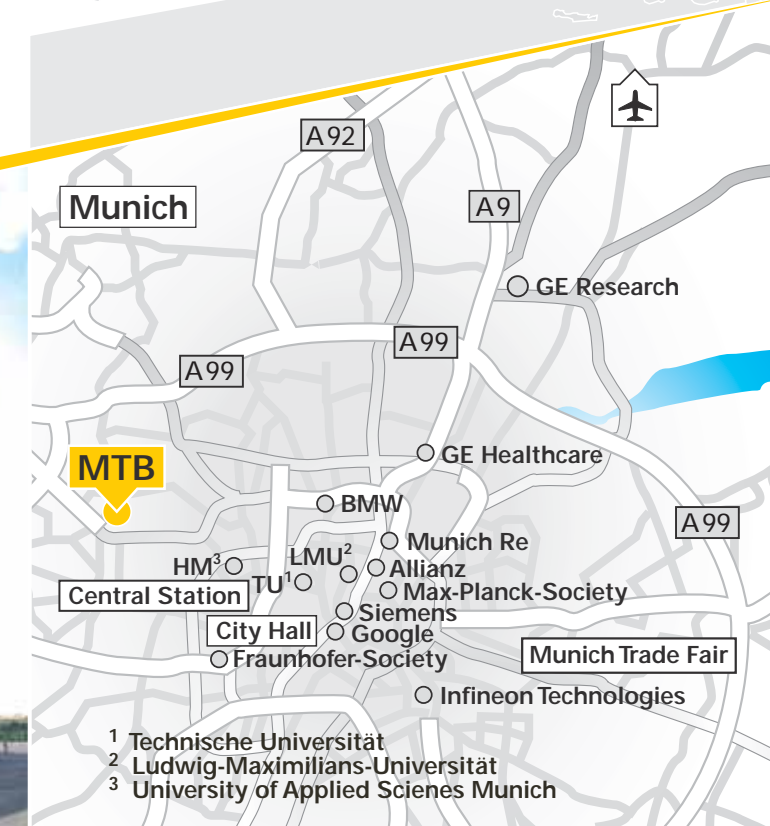 A92
Munich
A9
GE Research
A99
A99
GE Healthcare
MTB
BMW
A99
Munich Re
HM³
LMU²
Allianz
TU¹
Max-Planck-Society
Central Station
Siemens
City Hall
Google
Fraunhofer-Society
Munich Trade Fair
Infineon Technologies
¹ Technische Universität
² Ludwig-Maximilians-Universität
³ University of Applied Scienes Munich